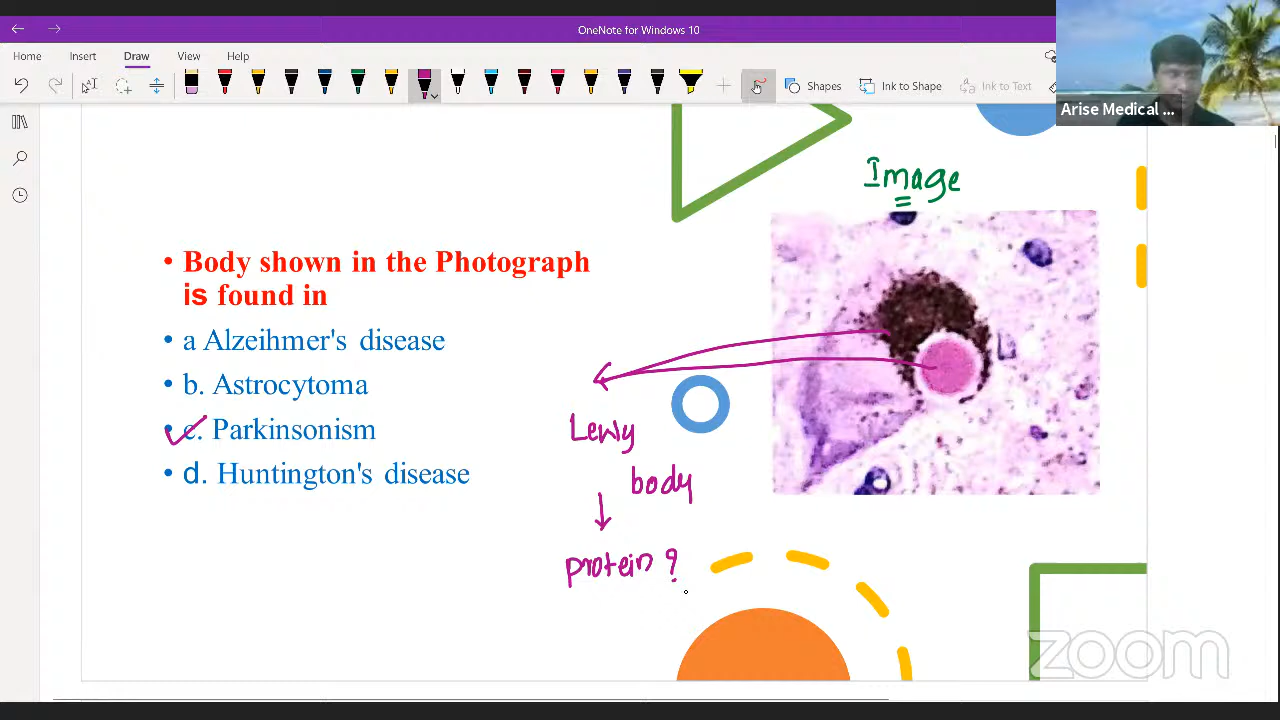 OneNote for Windows 10
Home Insert Draw View Help
Shapes Ink to Shape Ink to Text
Arise Medical ...
Image
• Body shown in the Photograph
is found in
• a Alzeihmer's disease
• b. Astrocytoma
• c. Parkinsonism
• d. Huntington's disease
Lewy
body
protein ?
zoom